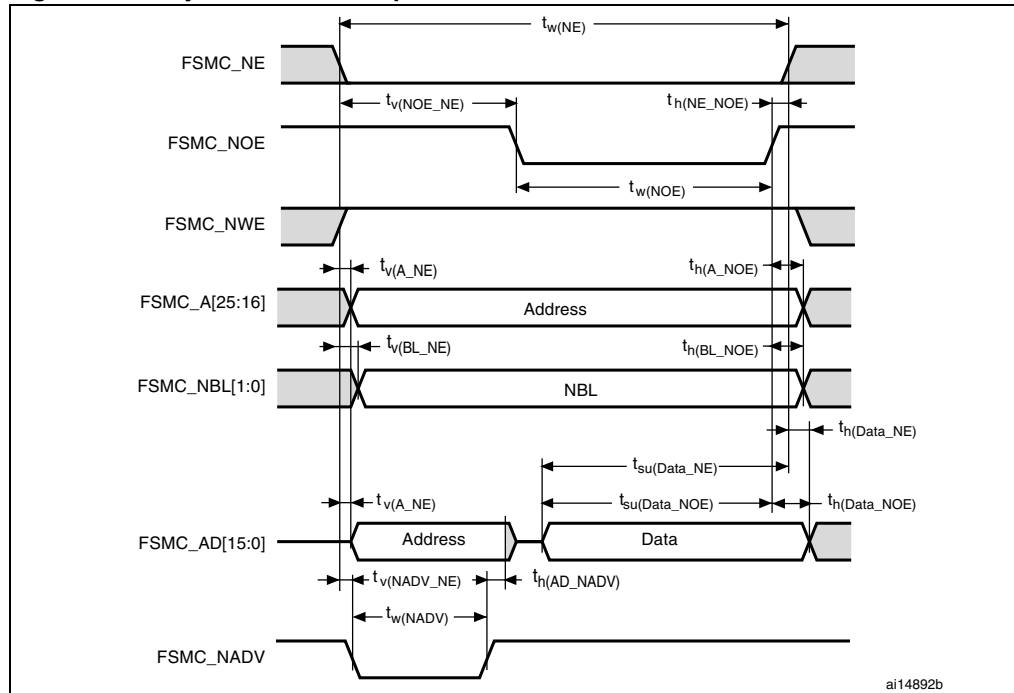 tw(NE)
FSMC_NE
tv(NOE_NE)
th(NE_NOE)
FSMC_NOE
tw(NOE)
FSMC_NWE
tv(A_NE)
th(A_NOE)
FSMC_A[25:16]
Address
tv(BL_NE)
th(BL_NOE)
FSMC_NBL[1:0]
NBL
th(Data_NE)
tsu(Data_NE)
tv(A_NE)
tsu(Data_NOE)
th(Data_NOE)
FSMC_AD[15:0]
Address
Data
tv(NADV_NE)
th(AD_NADV)
tw(NADV)
FSMC_NADV
ai14892b